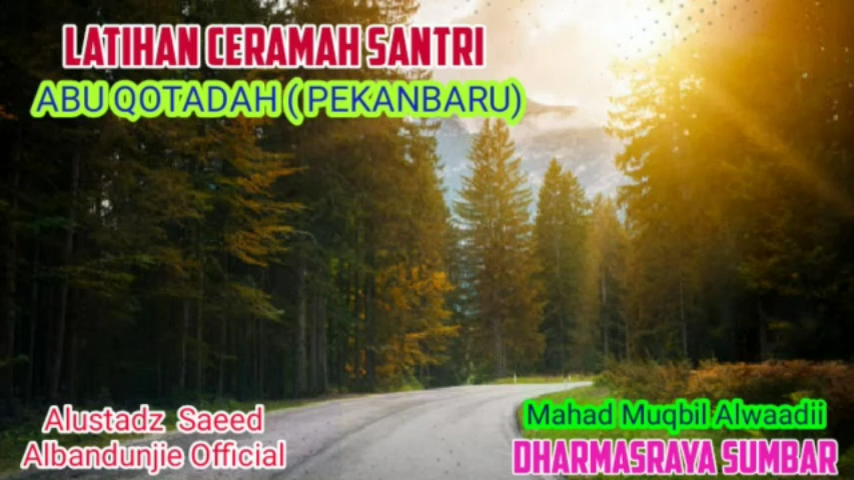 LATIHAN CERAMAH SANTRI
ABU QOTADAH ( PEKANBARU)
Alustadz Saeed
Albandunjie Official
Mahad Muqbil Alwaadii
DHARMASRAYA SUMBAR